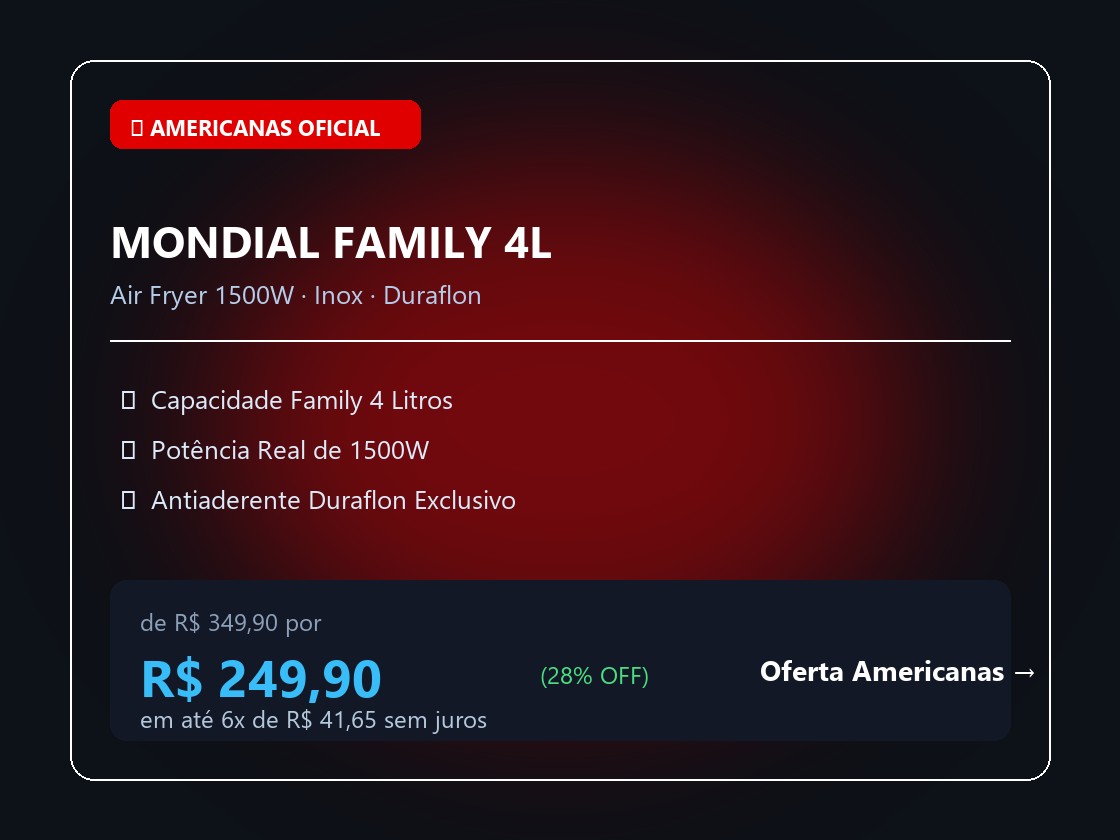 AMERICANAS OFICIAL
MONDIAL FAMILY 4L
Air Fryer 1500W · Inox · Duraflon
Capacidade Family 4 Litros
Potência Real de 1500W
Antiaderente Duraflon Exclusivo
de R$ 349,90 por
R$ 249,90
(28% OFF)
Oferta Americanas →
em até 6x de R$ 41,65 sem juros